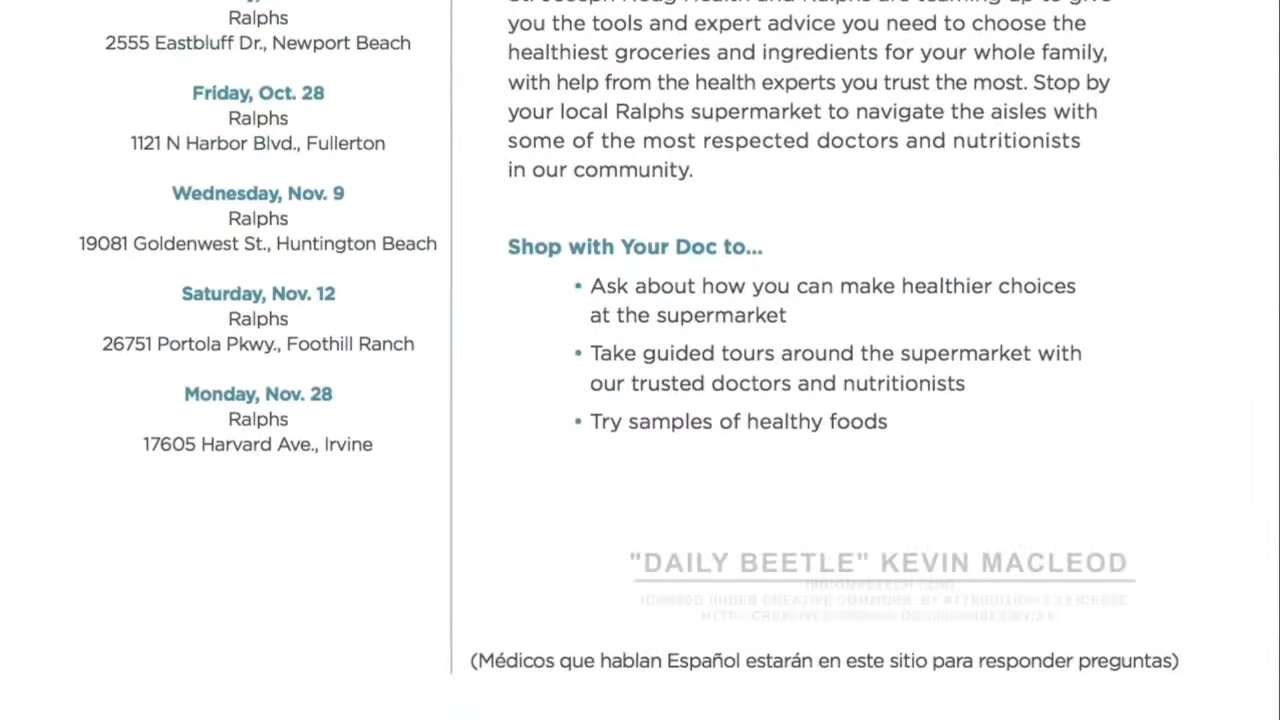 Ralphs
2555 Eastbluff Dr., Newport Beach
Friday, Oct. 28
Ralphs
1121 N Harbor Blvd., Fullerton
Wednesday, Nov. 9
Ralphs
19081 Goldenwest St., Huntington Beach
Saturday, Nov. 12
Ralphs
26751 Portola Pkwy., Foothill Ranch
Monday, Nov. 28
Ralphs
17605 Harvard Ave., Irvine
you the tools and expert advice you need to choose the
healthiest groceries and ingredients for your whole family,
with help from the health experts you trust the most. Stop by
your local Ralphs supermarket to navigate the aisles with
some of the most respected doctors and nutritionists
in our community.
Shop with Your Doc to...
• Ask about how you can make healthier choices
at the supermarket
• Take guided tours around the supermarket with
our trusted doctors and nutritionists
• Try samples of healthy foods
"DAILY BEETLE" KEVIN MACLEOD
(Médicos que hablan Español estarán en este sitio para responder preguntas)